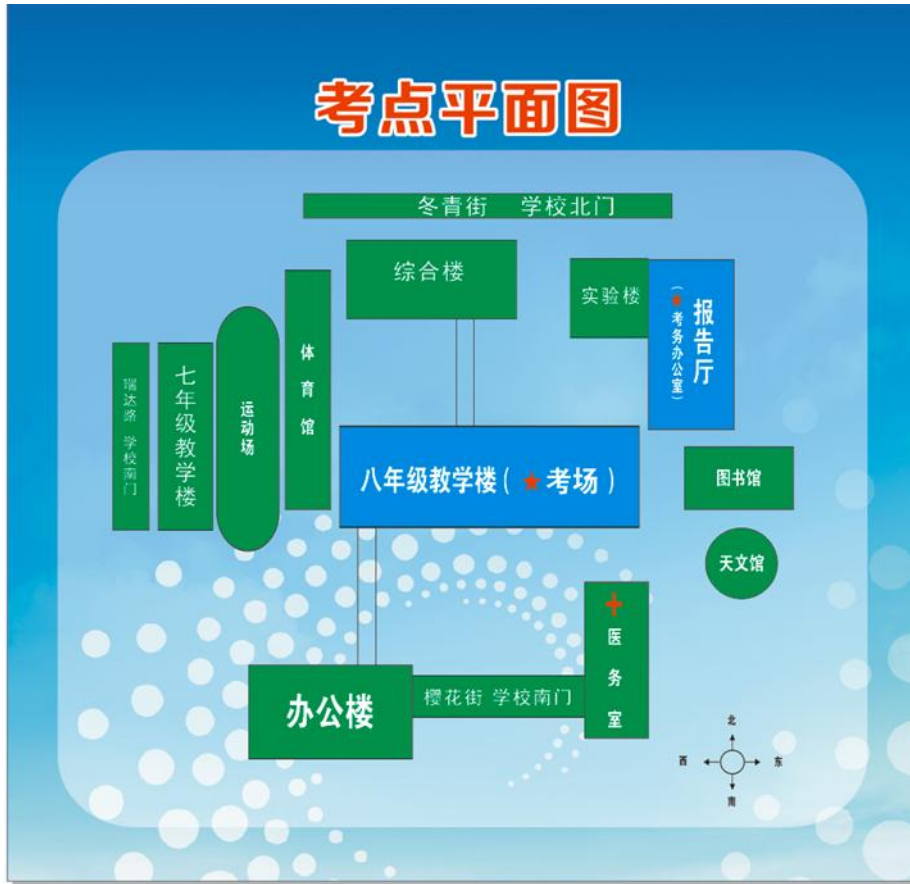 考点平面图
冬青街 学校北门
综合楼
实验楼
报告厅
（★考务办公室）
体育馆
运动场
七年级教学楼
瑞达路 学校南门
八年级教学楼（★考场）
图书馆
天文馆
医务室
办公楼
樱花街 学校南门
北
西
东
南